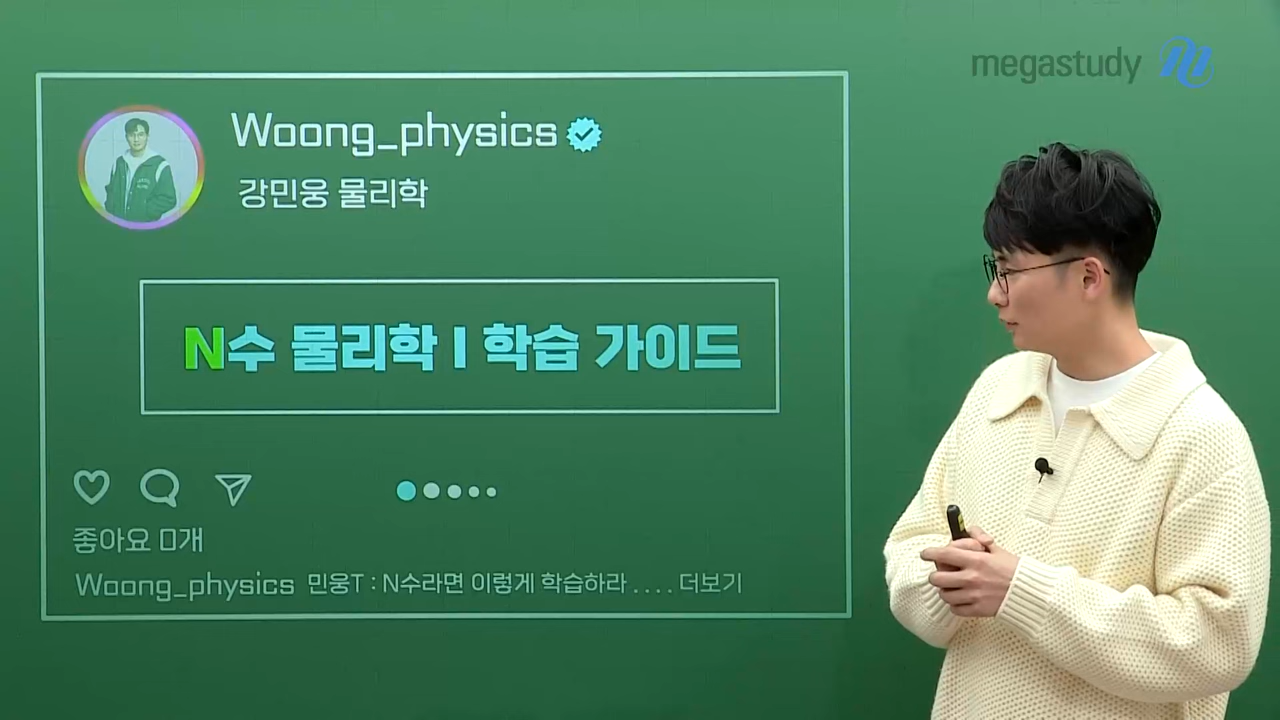 megastudy
Woong_physics
강민웅 물리학
N수 물리학 I 학습 가이드
좋아요 0개
Woong_physics 민웅T : N수라면 이렇게 학습하라 .... 더보기